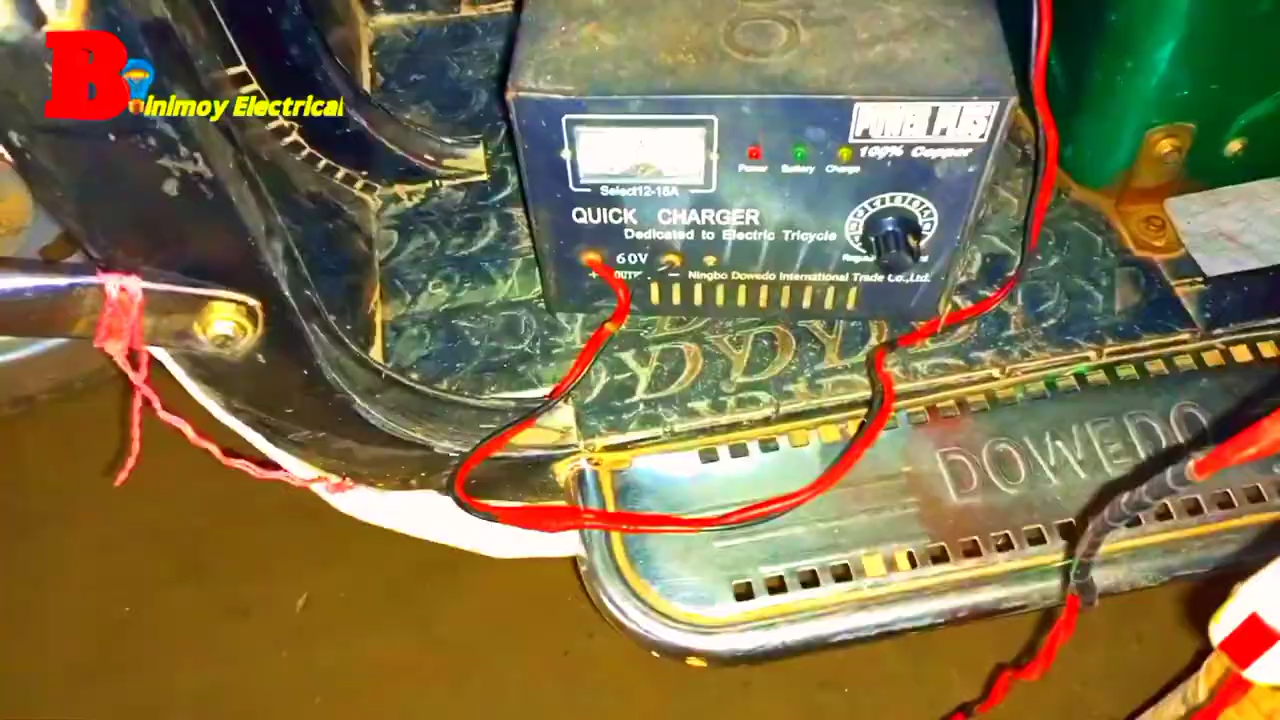 Binimoy Electrical
POWER PLUS
100% Copper
Power Battery Charge
Select12-18A
QUICK CHARGER
Dedicated to Electric Tricycle
60V
+ −
Ningbo Dowedo International Trade Co.,Ltd.
DOWEDO